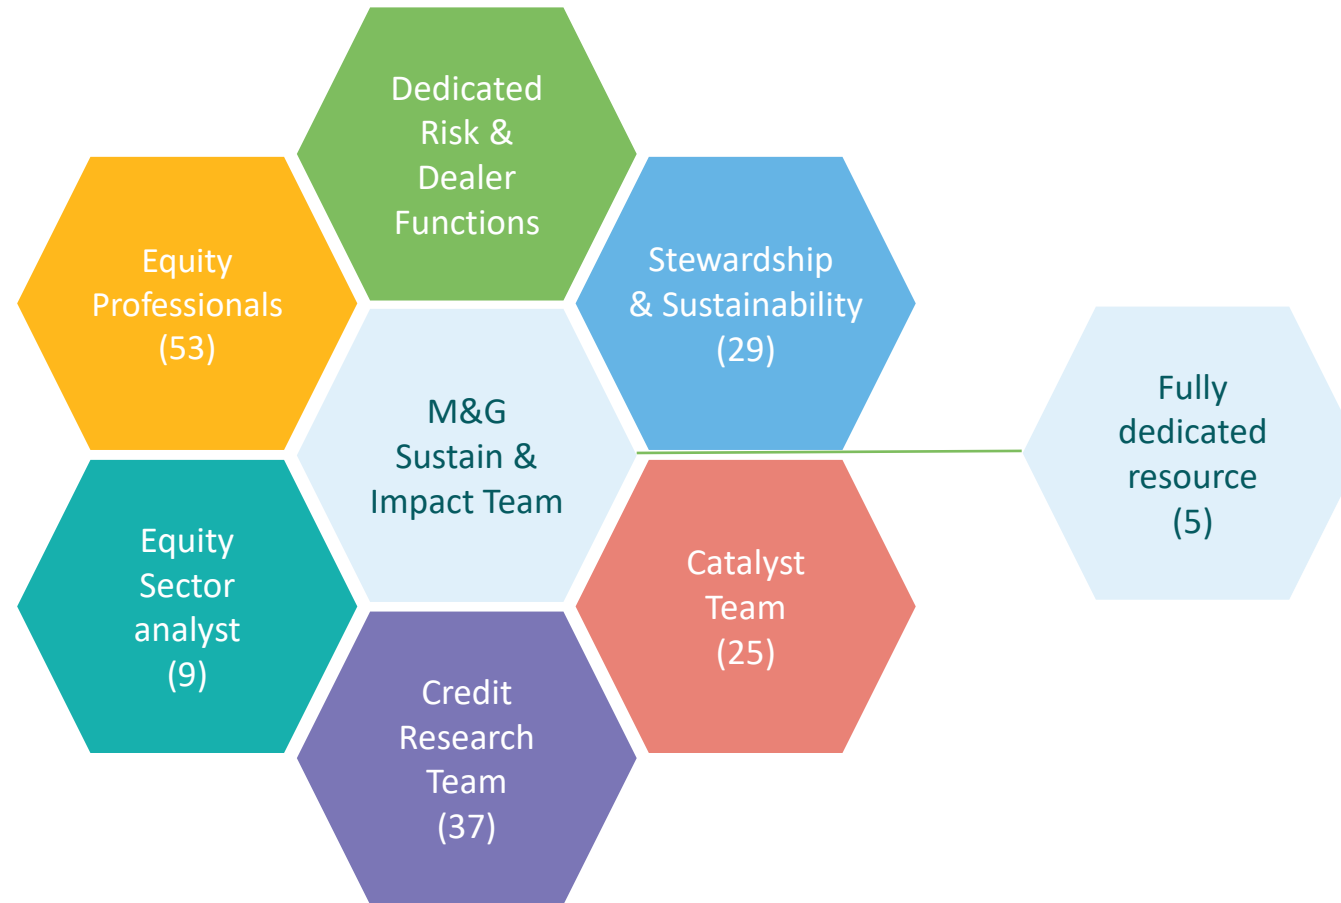 Dedicated
Risk &
Dealer
Functions
Equity
Professionals
(53)
Stewardship
& Sustainability
(29)
M&G
Sustain &
Impact Team
Fully
dedicated
resource
(5)
Equity
Sector
analyst
(9)
Catalyst
Team
(25)
Credit
Research
Team
(37)